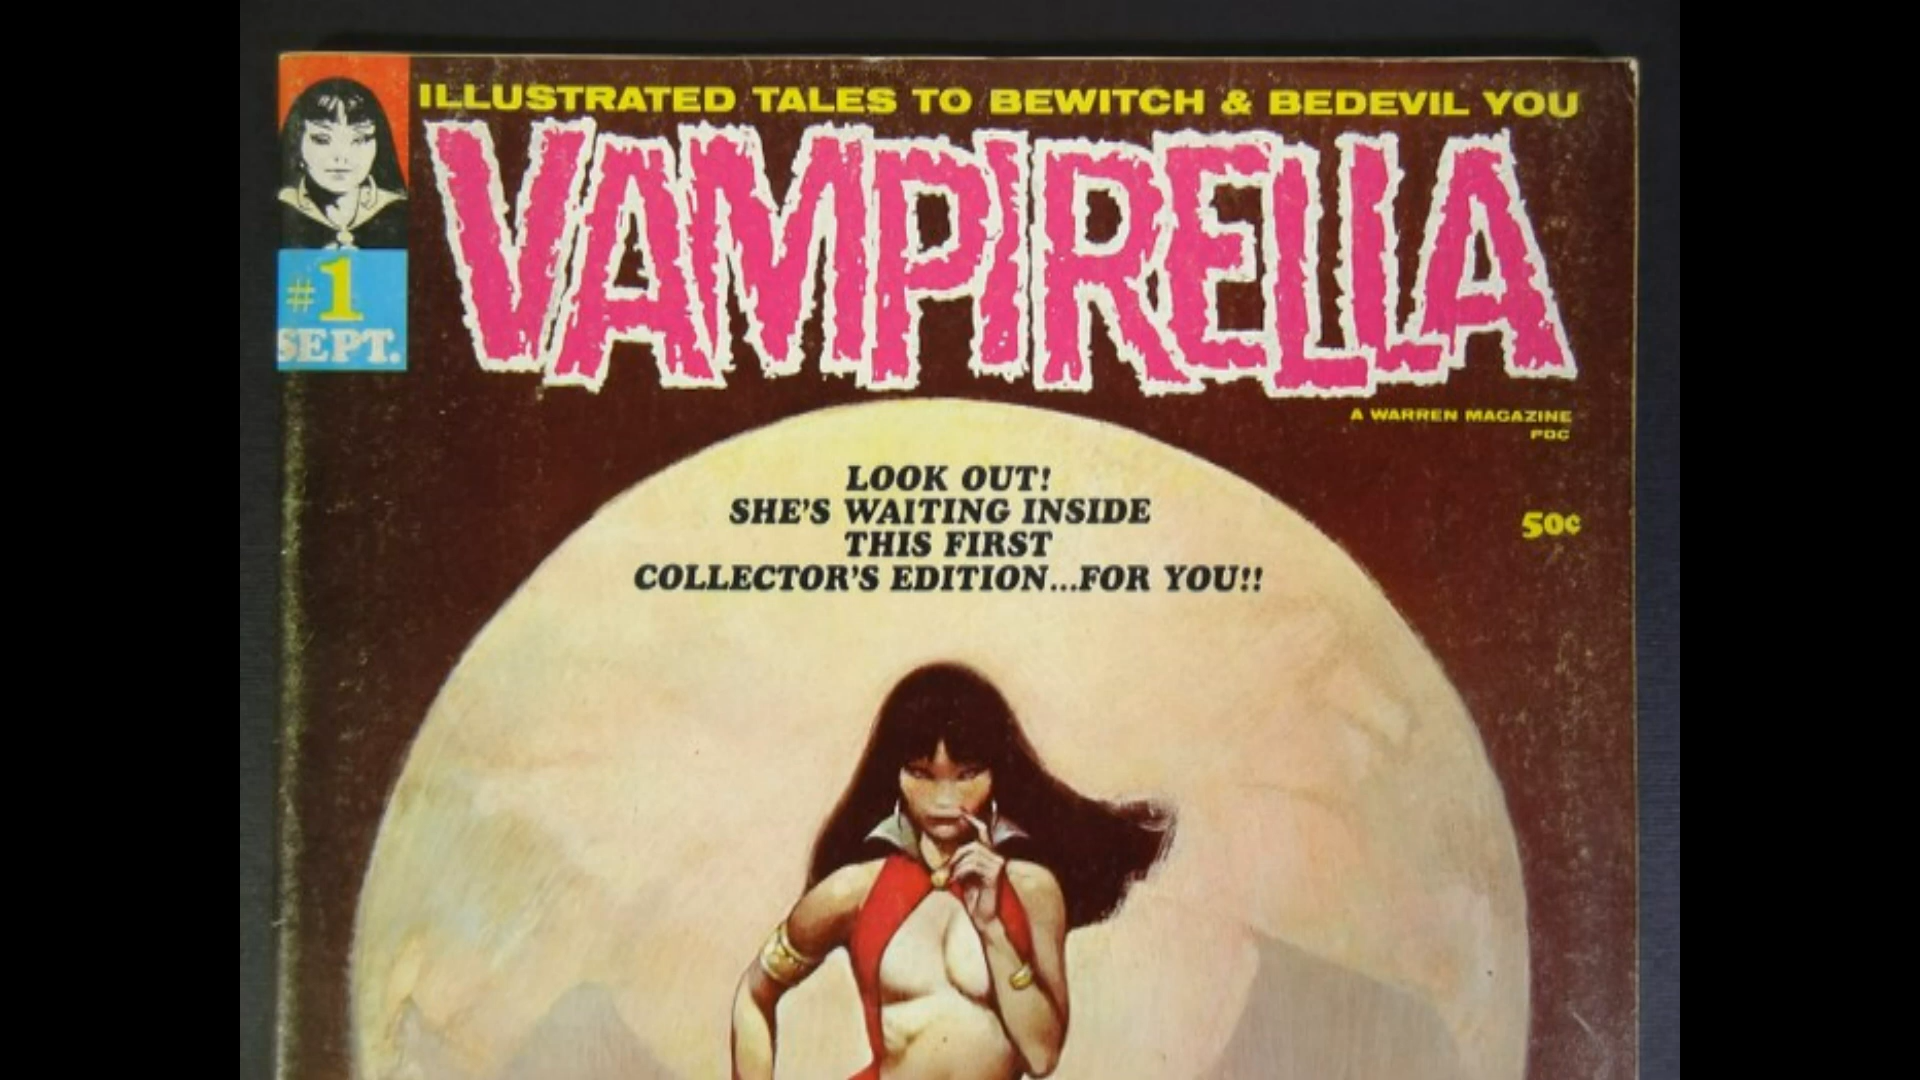 ILLUSTRATED TALES TO BEWITCH & BEDEVIL YOU
VAMPIRELLA
#1
SEPT.
A WARREN MAGAZINE
PDC
LOOK OUT!
SHE'S WAITING INSIDE
THIS FIRST
COLLECTOR'S EDITION...FOR YOU!!
50¢